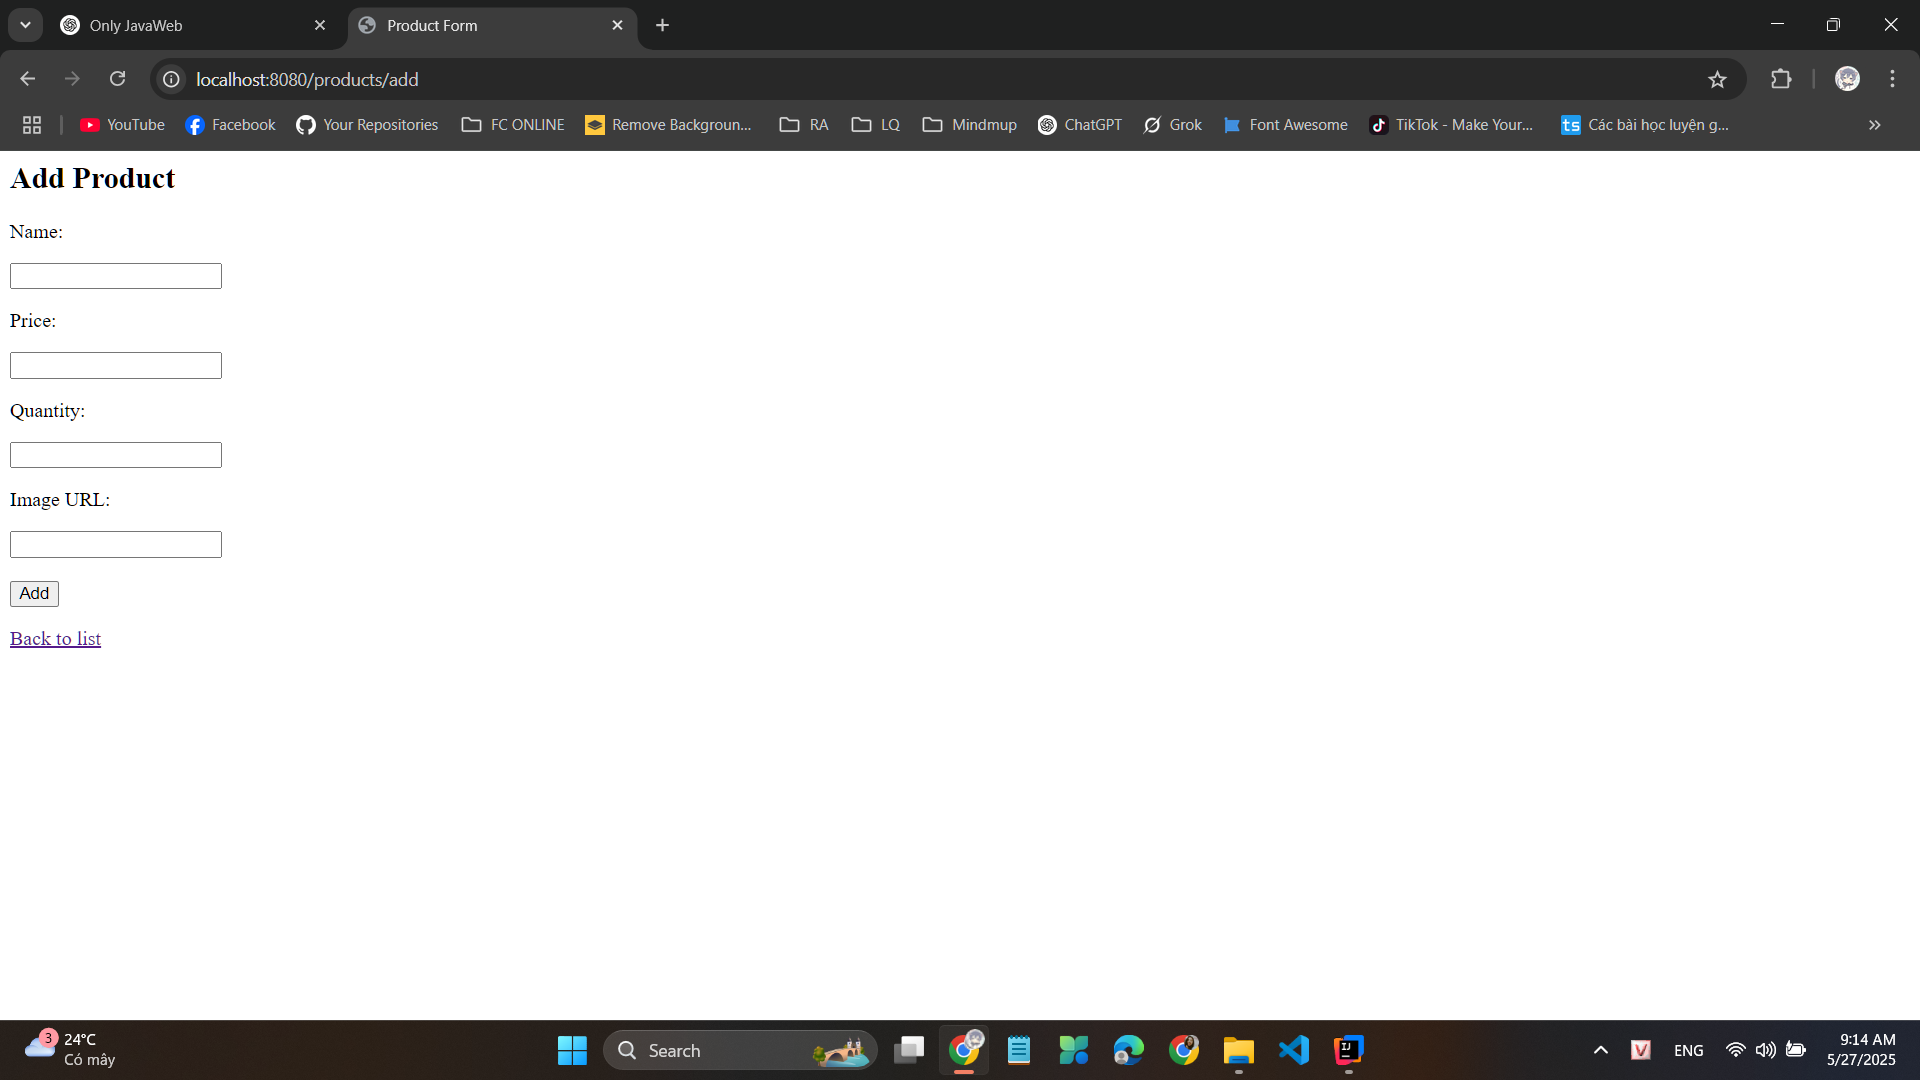 Only JavaWeb
Product Form
localhost:8080/products/add
YouTube
Facebook
Your Repositories
FC ONLINE
Remove Backgroun...
RA
LQ
Mindmup
ChatGPT
Grok
Font Awesome
TikTok - Make Your...
ts
Các bài học luyện g...
Add Product
Name:
Price:
Quantity:
Image URL:
Add
Back to list
3
24°C
Có mây
Search
IJ
V
ENG
9:14 AM
5/27/2025